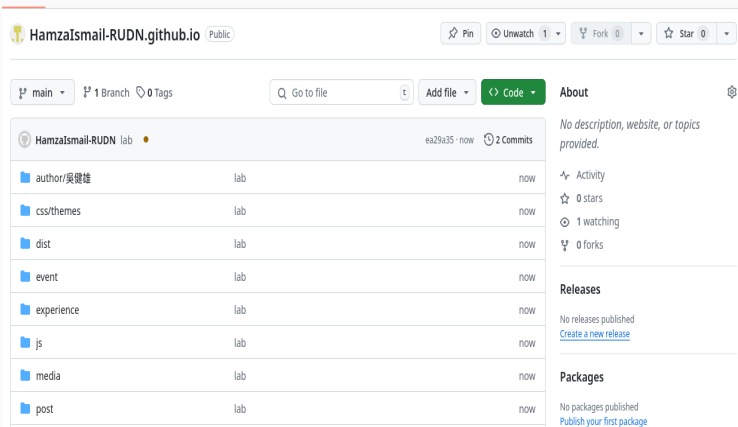 HamzaIsmail-RUDN.github.io Public
Pin Unwatch 1 Fork 0 Star 0
main 1 Branch 0 Tags Go to file t Add file Code
HamzaIsmail-RUDN lab ea29a35 · now 2 Commits
author/吳健雄 lab now
css/themes lab now
dist lab now
event lab now
experience lab now
js lab now
media lab now
post lab now
About
No description, website, or topics
provided.
Activity
0 stars
1 watching
0 forks
Releases
No releases published
Create a new release
Packages
No packages published
Publish your first package